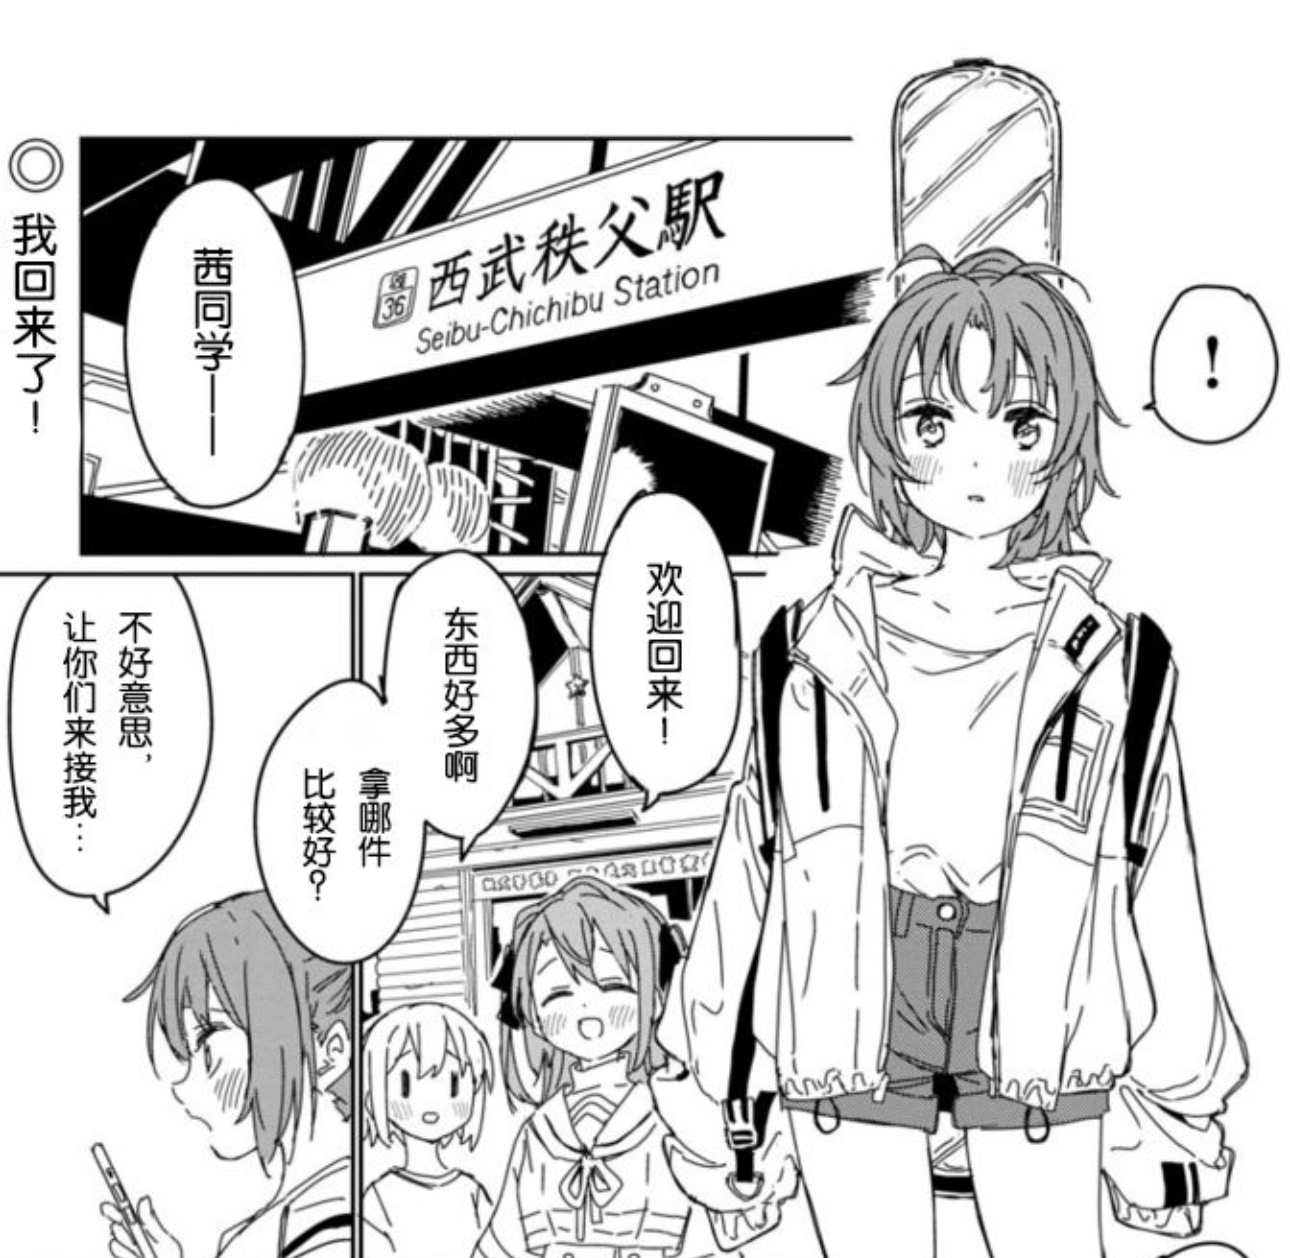 ！
西武秩父駅
Seibu-Chichibu Station
36
茜同学——
我回来了！
欢迎回来！
东西好多啊
拿哪件
比较好？
不好意思，
让你们来接我…